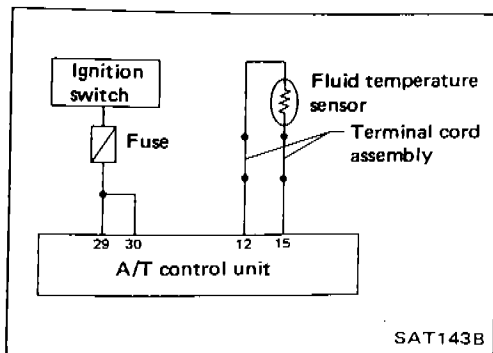 Ignition
switch
Fuse
Fluid temperature
sensor
Terminal cord
assembly
29 30 12 15
A/T control unit
SAT143B